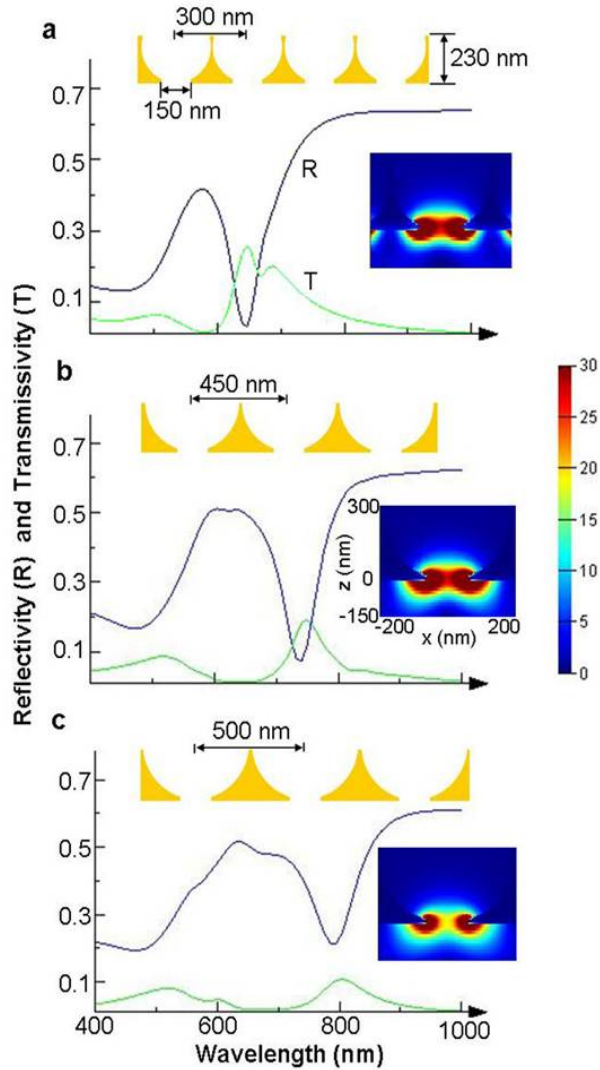 a
300 nm
230 nm
150 nm
0.7
0.5
0.3
0.1
R
T
b
450 nm
0.7
0.5
0.3
0.1
300
0
-150
z (nm)
-200
200
x (nm)
30
25
20
15
10
5
0
c
500 nm
0.7
0.5
0.3
0.1
400
600
800
1000
Wavelength (nm)
Reflectivity (R) and Transmissivity (T)